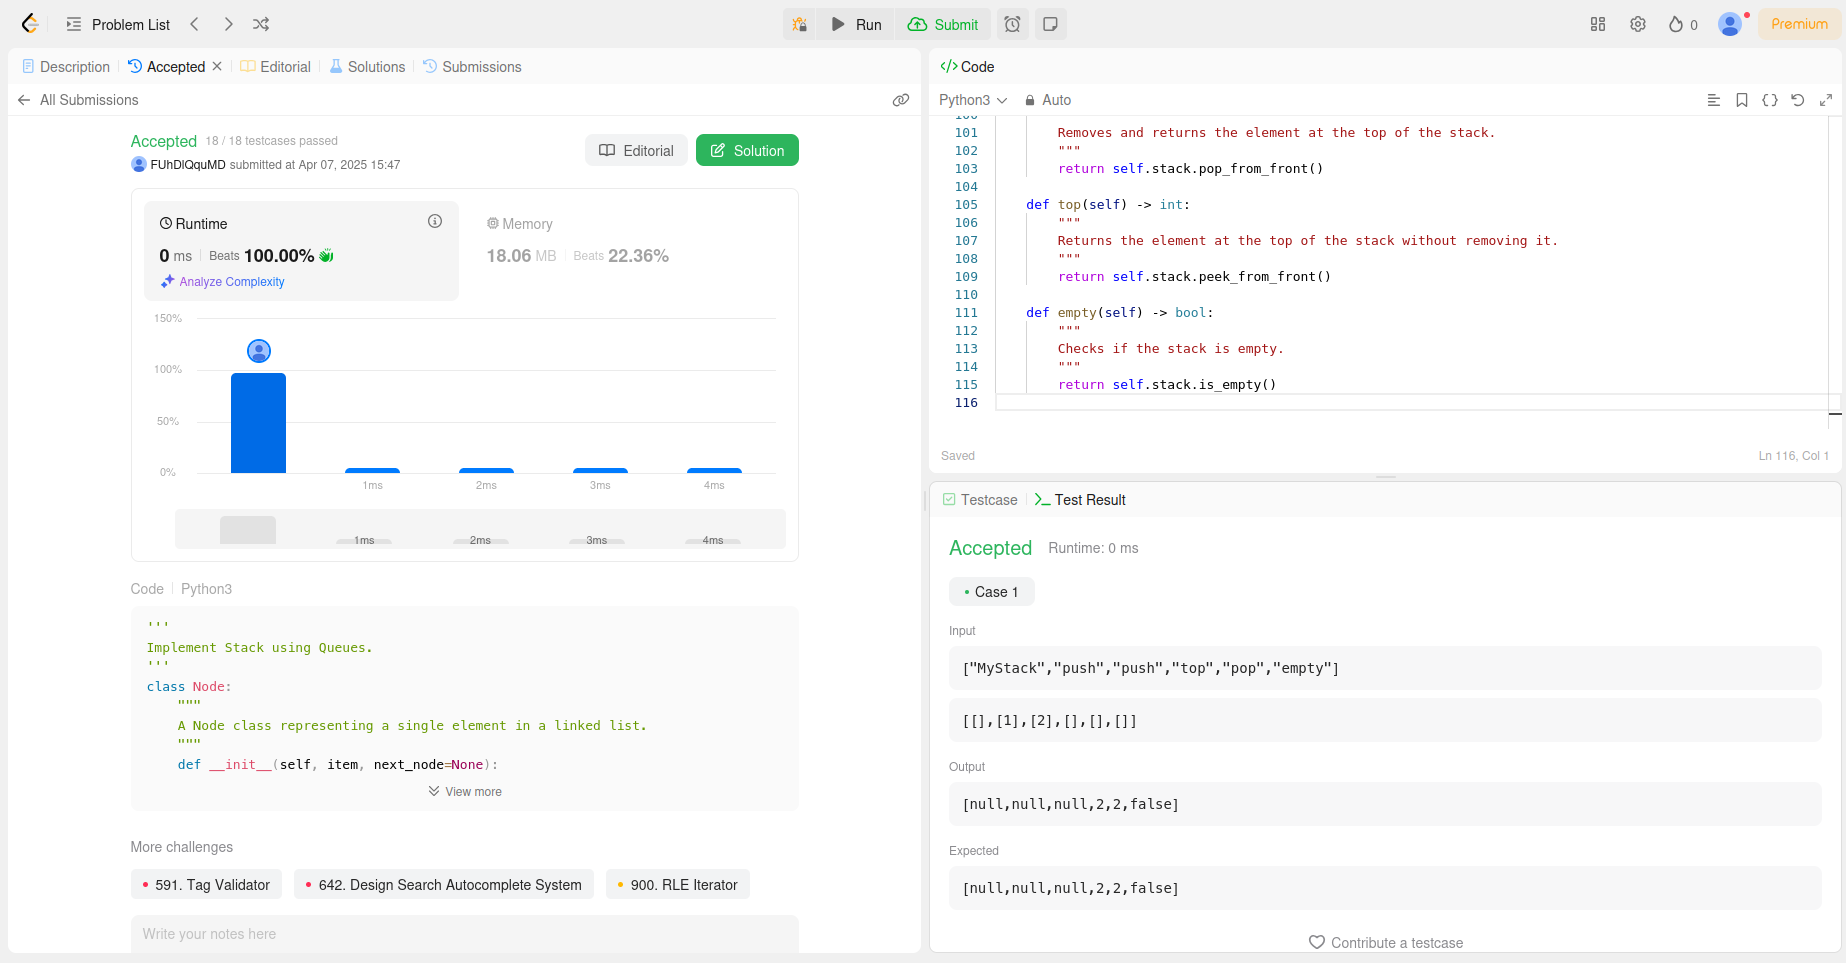 Problem List
Run
Submit
0
Premium
Description
Accepted
Editorial
Solutions
Submissions
All Submissions
Accepted 18 / 18 testcases passed
FUhDlQquMD submitted at Apr 07, 2025 15:47
Editorial
Solution
Runtime
0 ms Beats 100.00%
Analyze Complexity
Memory
18.06 MB Beats 22.36%
150%
100%
50%
0%
1ms 2ms 3ms 4ms
1ms 2ms 3ms 4ms
Code Python3
'''
Implement Stack using Queues.
'''
class Node:
"""
A Node class representing a single element in a linked list.
"""
def __init__(self, item, next_node=None):
View more
More challenges
591. Tag Validator
642. Design Search Autocomplete System
900. RLE Iterator
Write your notes here
</> Code
Python3
Auto
100
101 Removes and returns the element at the top of the stack.
102 """
103 return self.stack.pop_from_front()
104
105 def top(self) -> int:
106 """
107 Returns the element at the top of the stack without removing it.
108 """
109 return self.stack.peek_from_front()
110
111 def empty(self) -> bool:
112 """
113 Checks if the stack is empty.
114 """
115 return self.stack.is_empty()
116
Saved
Ln 116, Col 1
Testcase
Test Result
Accepted Runtime: 0 ms
Case 1
Input
["MyStack","push","push","top","pop","empty"]
[[],[1],[2],[],[],[]]
Output
[null,null,null,2,2,false]
Expected
[null,null,null,2,2,false]
Contribute a testcase